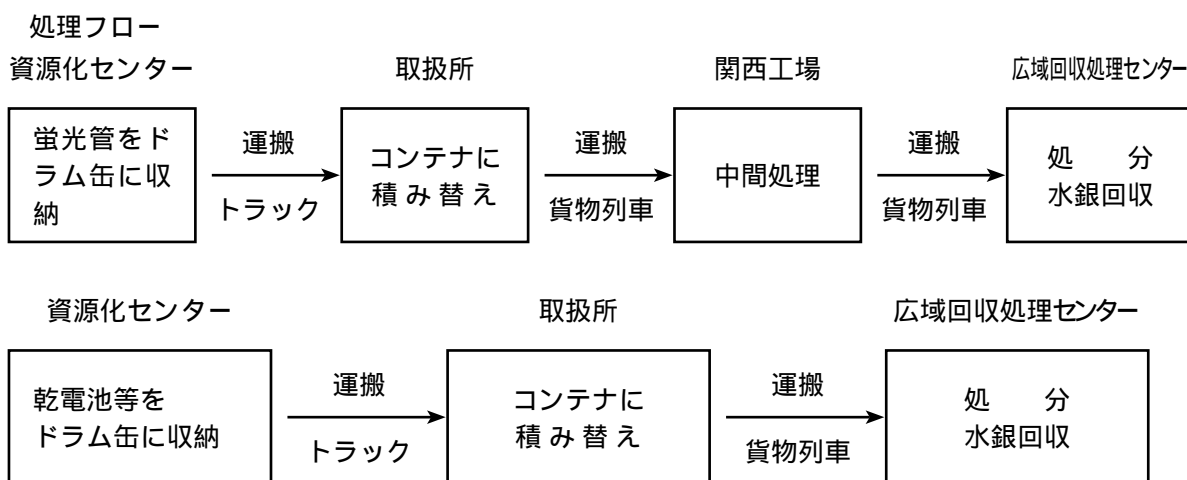 処理フロー
資源化センター
取扱所
関西工場
広域回収処理センター
蛍光管をド
ラム缶に収
納
運搬
トラック
コンテナに
積み替え
運搬
貨物列車
中間処理
運搬
貨物列車
処 分
水銀回収
資源化センター
取扱所
広域回収処理センター
乾電池等を
ドラム缶に収納
運搬
トラック
コンテナに
積み替え
運搬
貨物列車
処 分
水銀回収